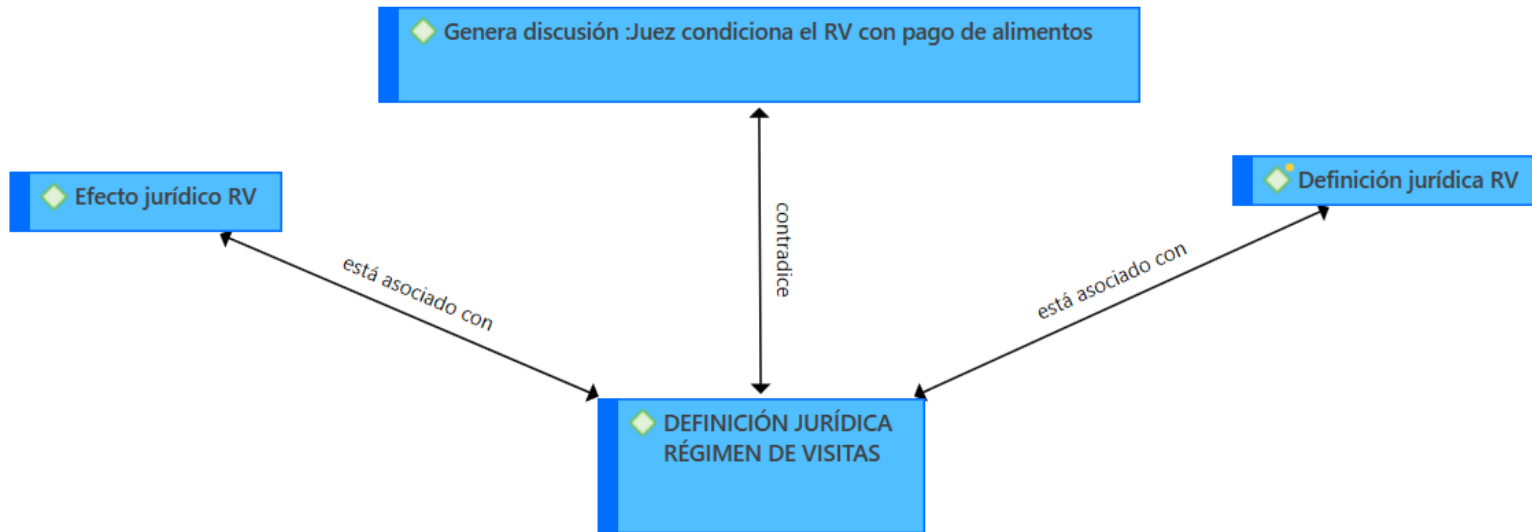 Genera discusión :Juez condiciona el RV con pago de alimentos
Efecto jurídico RV
Definición jurídica RV
está asociado con
contradice
está asociado con
DEFINICIÓN JURÍDICA
RÉGIMEN DE VISITAS